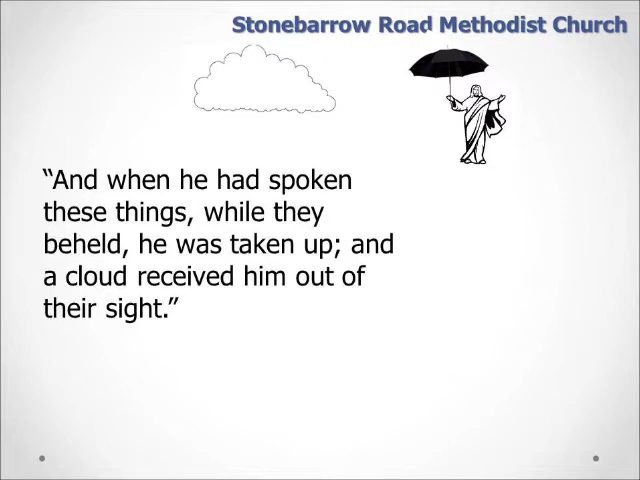 Stonebarrow Road Methodist Church
“And when he had spoken
these things, while they
beheld, he was taken up; and
a cloud received him out of
their sight.”